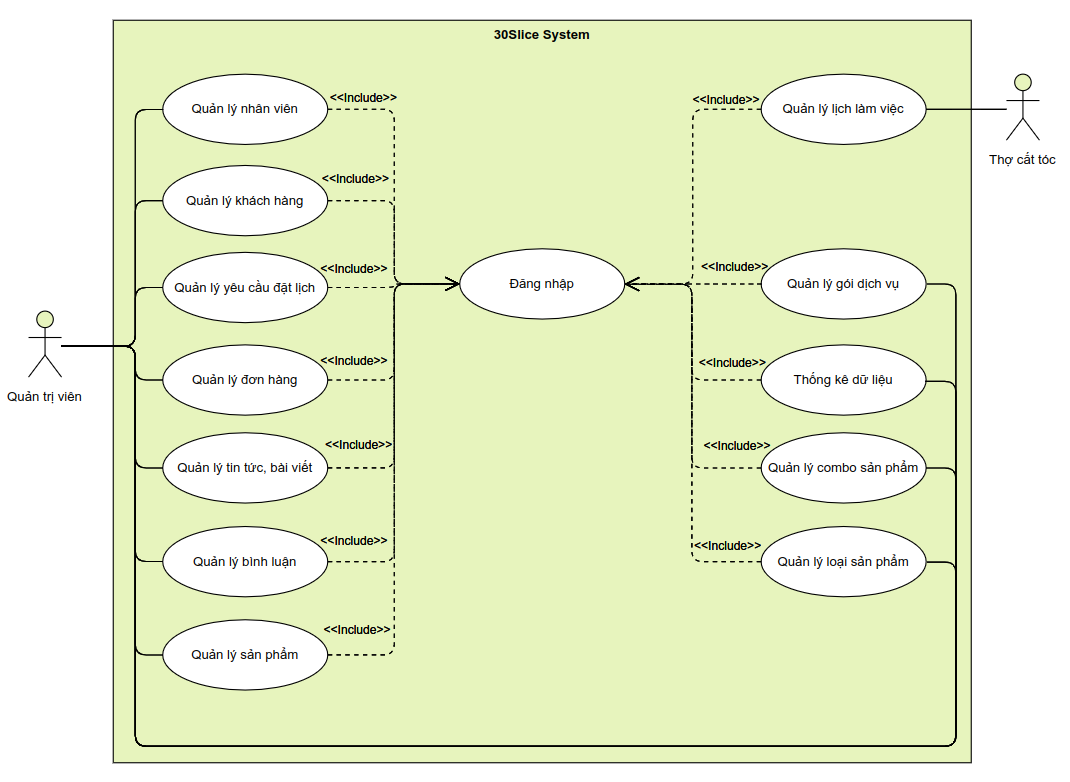 30Slice System
Quản lý nhân viên
<<Include>>
<<Include>>
Quản lý lịch làm việc
Thợ cắt tóc
Quản lý khách hàng
<<Include>>
Quản lý yêu cầu đặt lịch
<<Include>>
Đăng nhập
<<Include>>
Quản lý gói dịch vụ
Quản trị viên
Quản lý đơn hàng
<<Include>>
<<Include>>
Thống kê dữ liệu
Quản lý tin tức, bài viết
<<Include>>
<<Include>>
Quản lý combo sản phẩm
Quản lý bình luận
<<Include>>
<<Include>>
Quản lý loại sản phẩm
Quản lý sản phẩm
<<Include>>